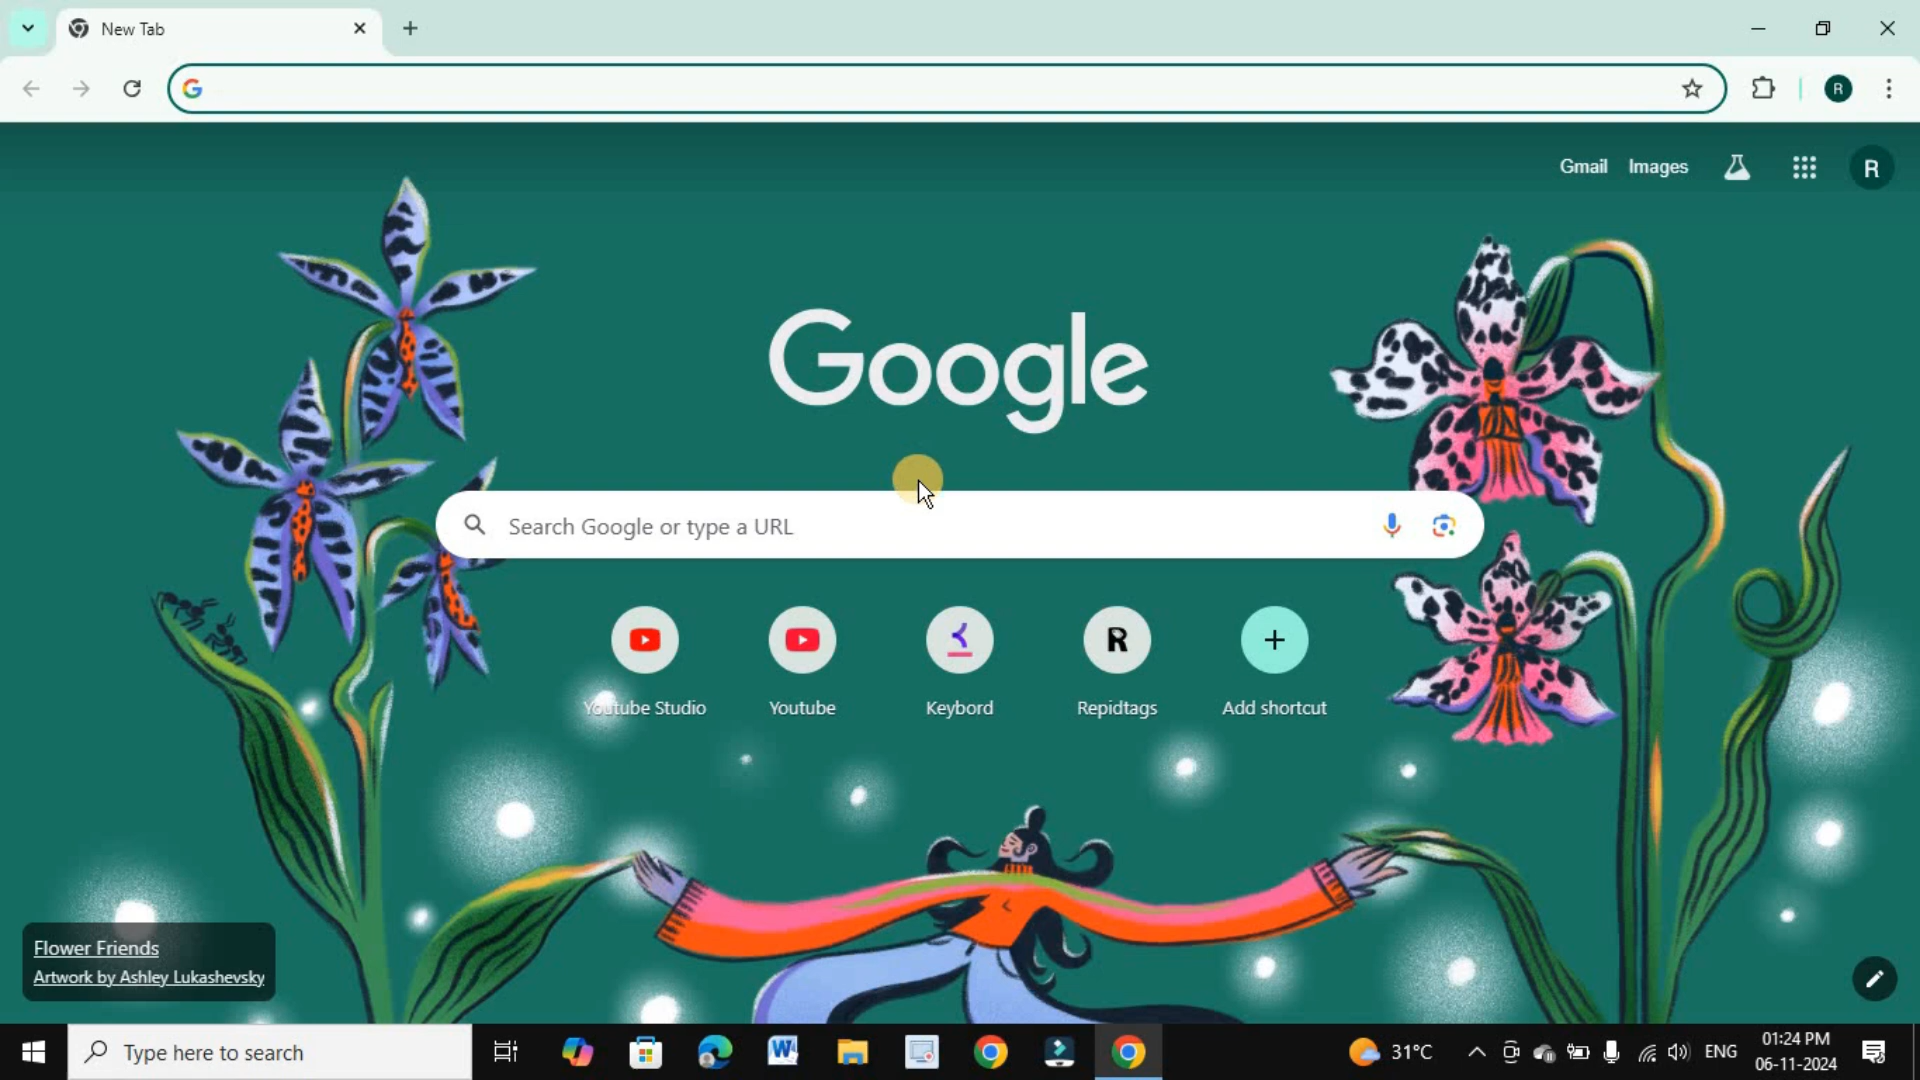 New Tab
Gmail Images
R
R
Google
Search Google or type a URL
Youtube Studio
Youtube
Keybord
R
Repidtags
Add shortcut
Flower Friends
Artwork by Ashley Lukashevsky
Type here to search
31°C
ENG
01:24 PM
06-11-2024